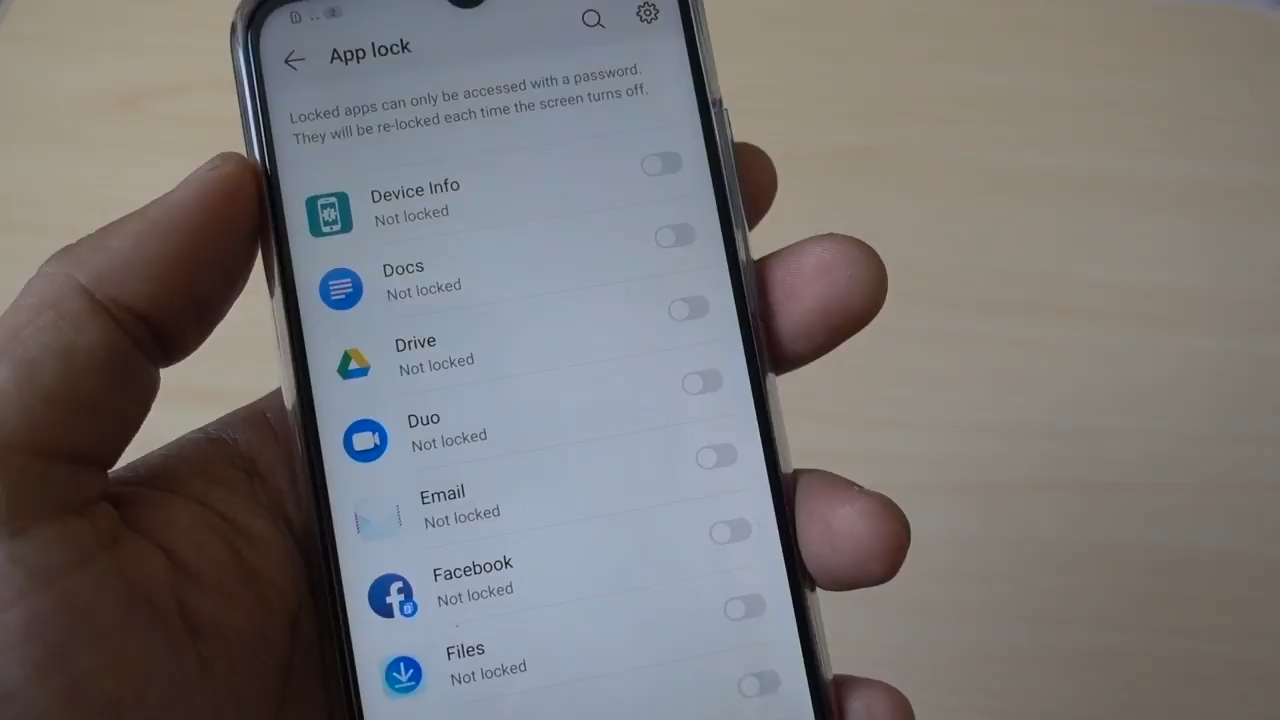 App lock
Locked apps can only be accessed with a password.
They will be re-locked each time the screen turns off.
Device Info
Not locked
Docs
Not locked
Drive
Not locked
Duo
Not locked
Email
Not locked
Facebook
Not locked
Files
Not locked